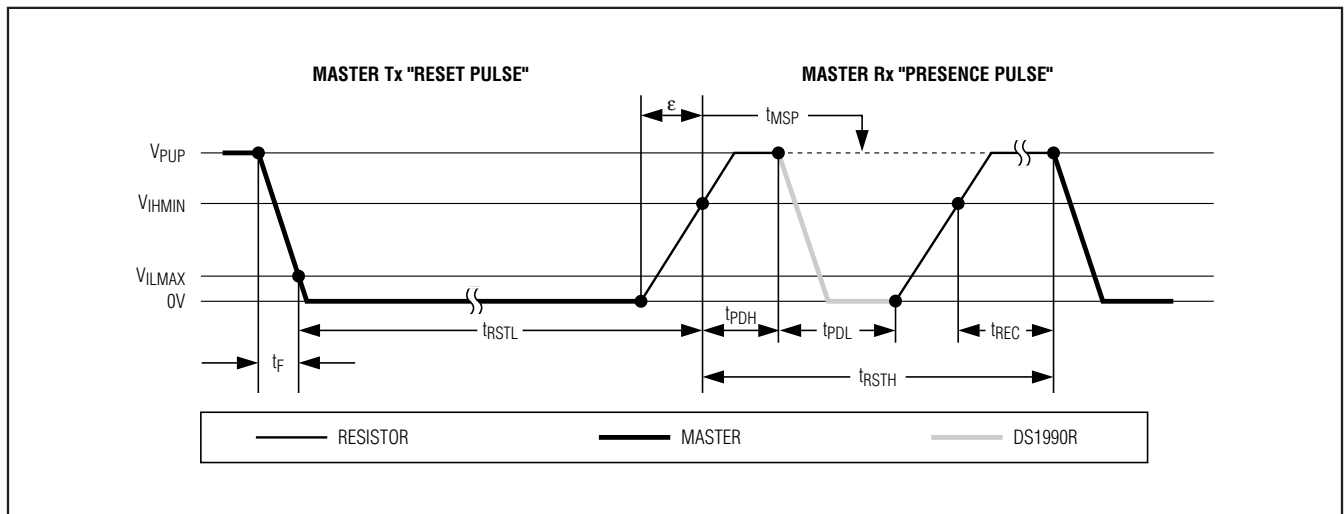 MASTER Tx "RESET PULSE"
MASTER Rx "PRESENCE PULSE"
ε
tMSP
VPUP
VIHMIN
VILMAX
0V
tRSTL
tPDH
tPDL
tREC
tF
tRSTH
RESISTOR
MASTER
DS1990R